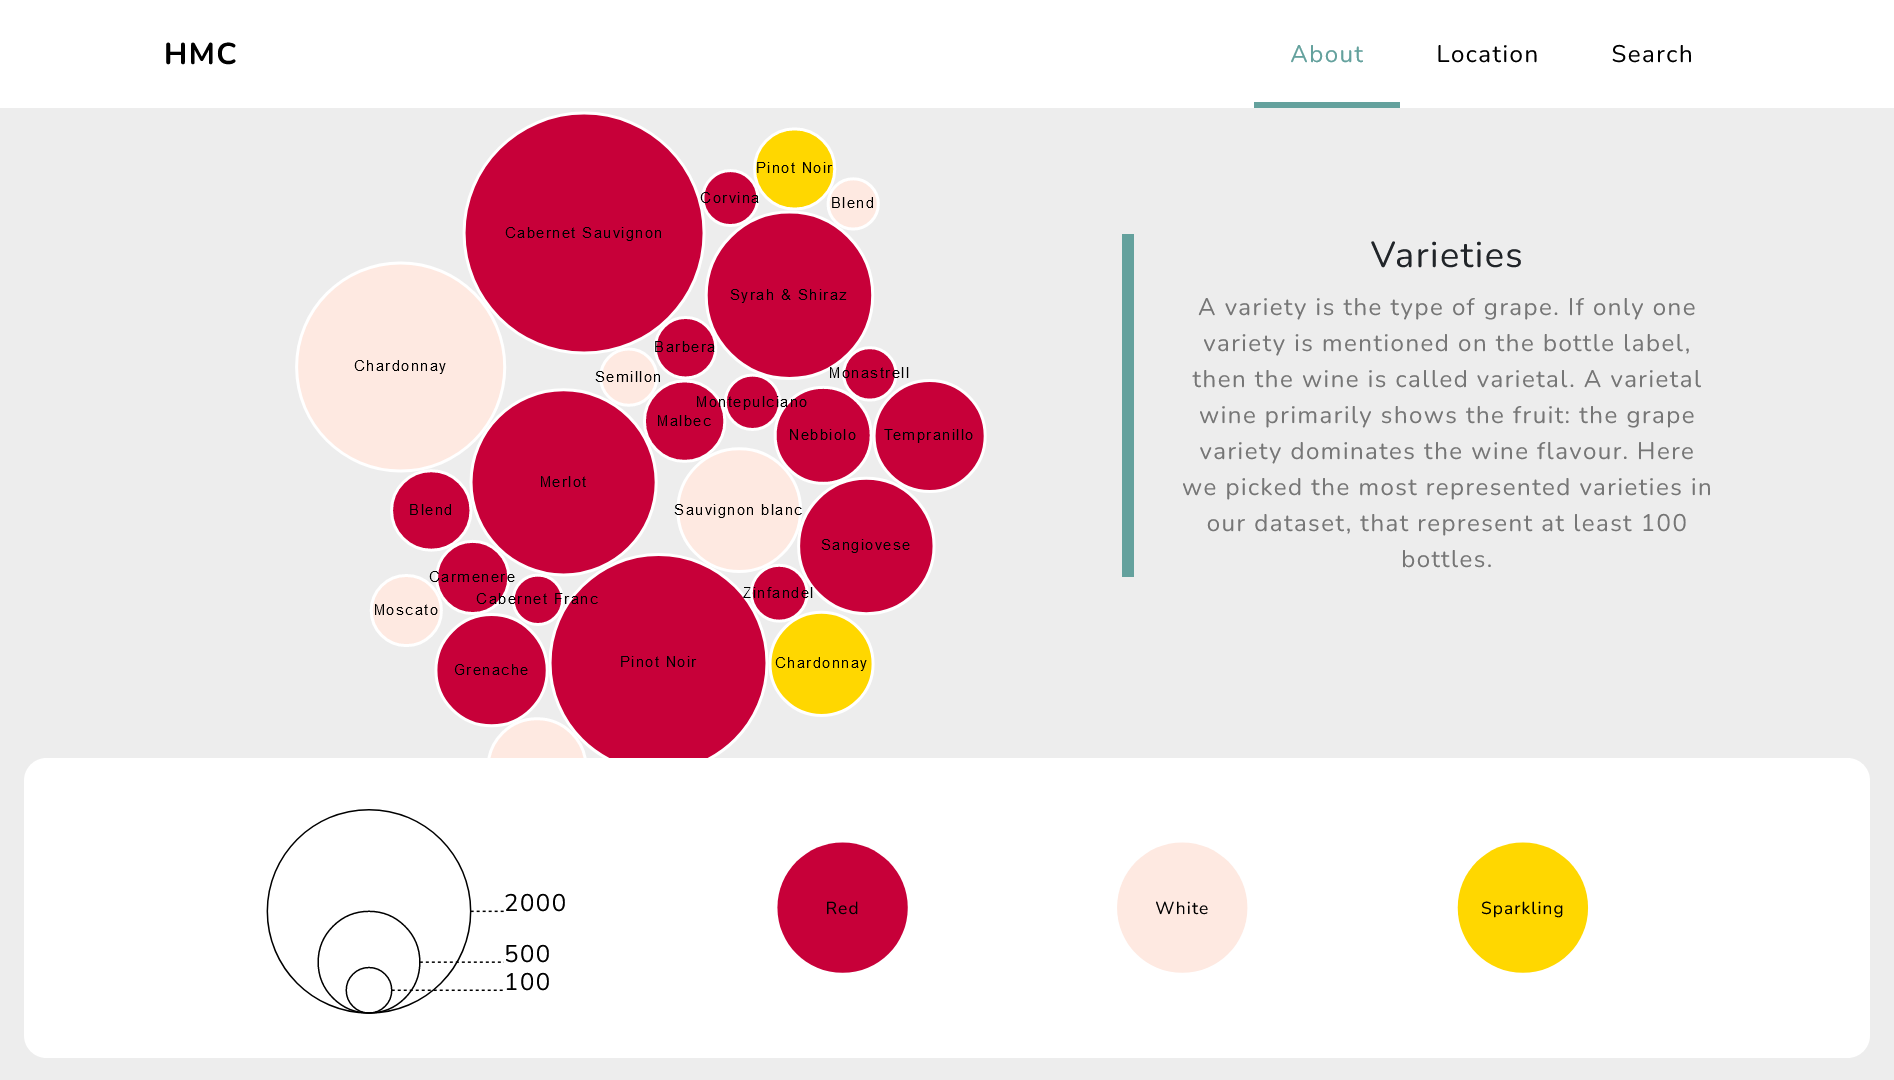 HMC
About
Location
Search
Pinot Noir
Corvina
Blend
Cabernet Sauvignon
Syrah & Shiraz
Barbera
Chardonnay
Monastrell
Semillon
Montepulciano
Malbec
Nebbiolo
Tempranillo
Merlot
Blend
Sauvignon blanc
Sangiovese
Carmenere
Zinfandel
Cabernet Franc
Moscato
Pinot Noir
Chardonnay
Grenache
Varieties
A variety is the type of grape. If only one
variety is mentioned on the bottle label,
then the wine is called varietal. A varietal
wine primarily shows the fruit: the grape
variety dominates the wine flavour. Here
we picked the most represented varieties in
our dataset, that represent at least 100
bottles.
2000
500
100
Red
White
Sparkling